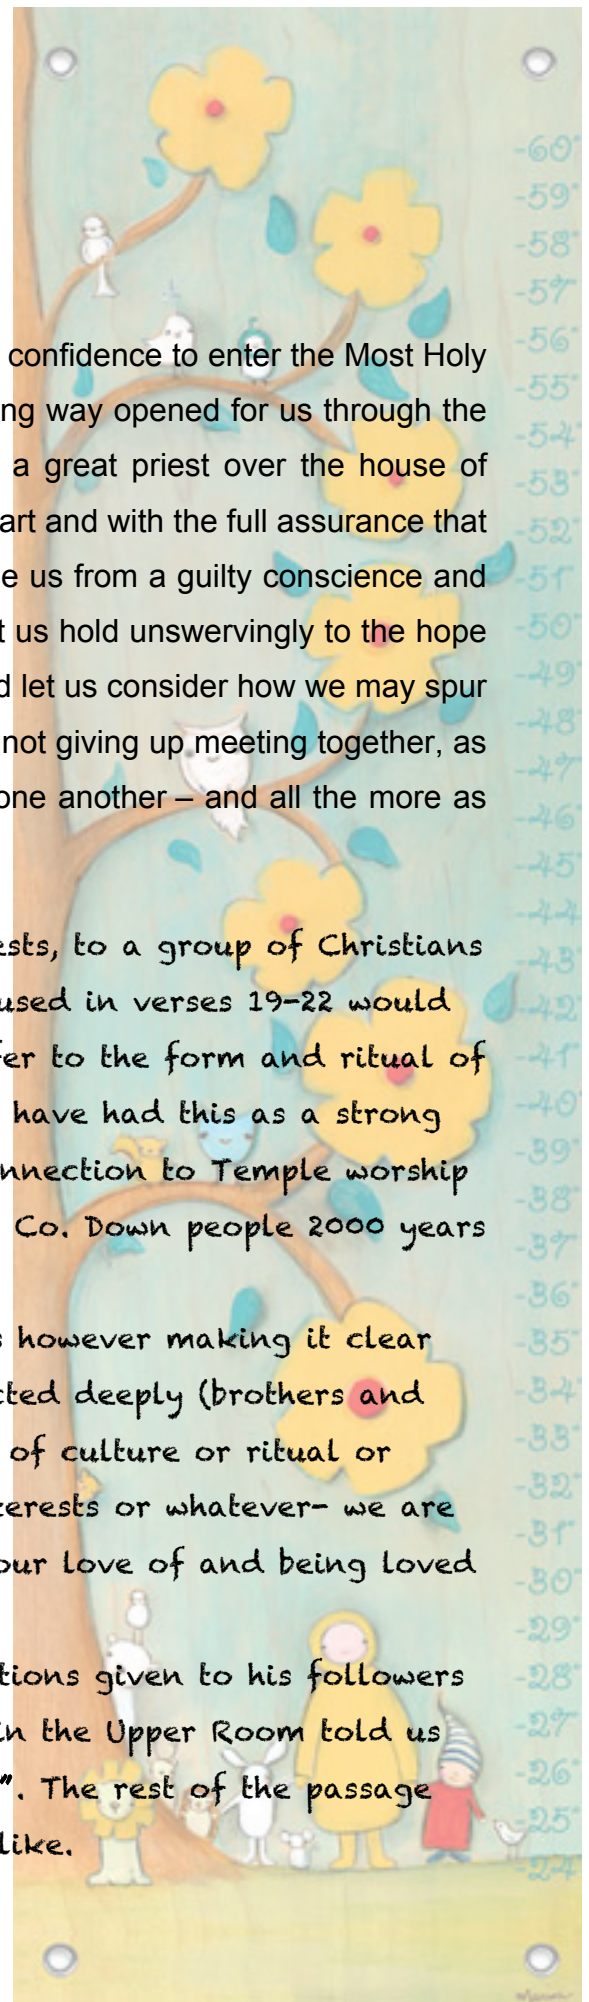 confidence to enter the Most Holy
ng way opened for us through the
a great priest over the house of
art and with the full assurance that
e us from a guilty conscience and
t us hold unswervingly to the hope
d let us consider how we may spur
not giving up meeting together, as
one another – and all the more as
ests, to a group of Christians
used in verses 19-22 would
fer to the form and ritual of
have had this as a strong
nnection to Temple worship
Co. Down people 2000 years
s however making it clear
cted deeply (brothers and
of culture or ritual or
terests or whatever- we are
our love of and being loved
tions given to his followers
in the Upper Room told us
”. The rest of the passage
like.
-60"
-59"
-58"
-57"
-56"
-55"
-54"
-53"
-52"
-51"
-50"
-49"
-48"
-47"
-46"
-45"
-44"
-43"
-42"
-41"
-40"
-39"
-38"
-37"
-36"
-35"
-34"
-33"
-32"
-31"
-30"
-29"
-28"
-27"
-26"
-25"
-24"